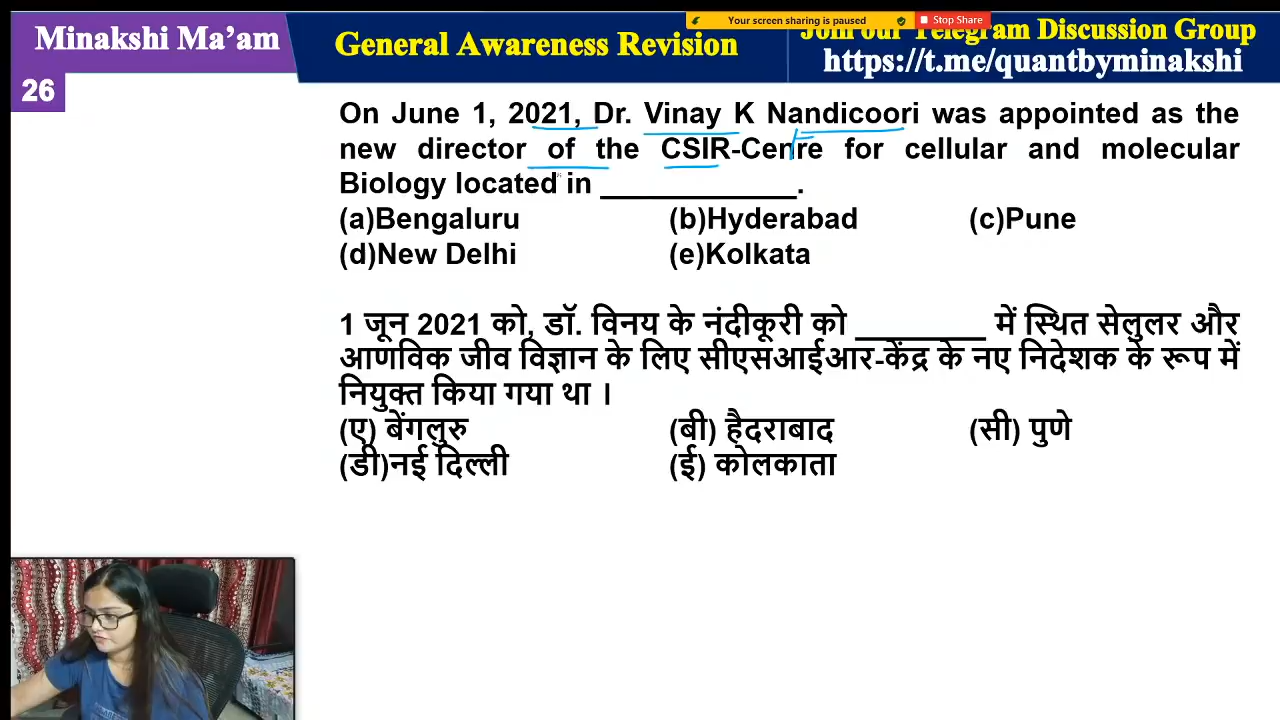 Minakshi Ma’am
General Awareness Revision
Your screen sharing is paused
Stop Share
Join our Telegram Discussion Group
https://t.me/quantbyminakshi
26
On June 1, 2021, Dr. Vinay K Nandicoori was appointed as the
new director of the CSIR-Cenre for cellular and molecular
Biology located in ____________.
(a)Bengaluru (b)Hyderabad (c)Pune
(d)New Delhi (e)Kolkata
1 जून 2021 को, डॉ. विनय के नंदीकूरी को ________ में स्थित सेलुलर और
आणविक जीव विज्ञान के लिए सीएसआईआर-केंद्र के नए निदेशक के रूप में
नियुक्त किया गया था ।
(ए) बेंगलुरु (बी) हैदराबाद (सी) पुणे
(डी)नई दिल्ली (ई) कोलकाता